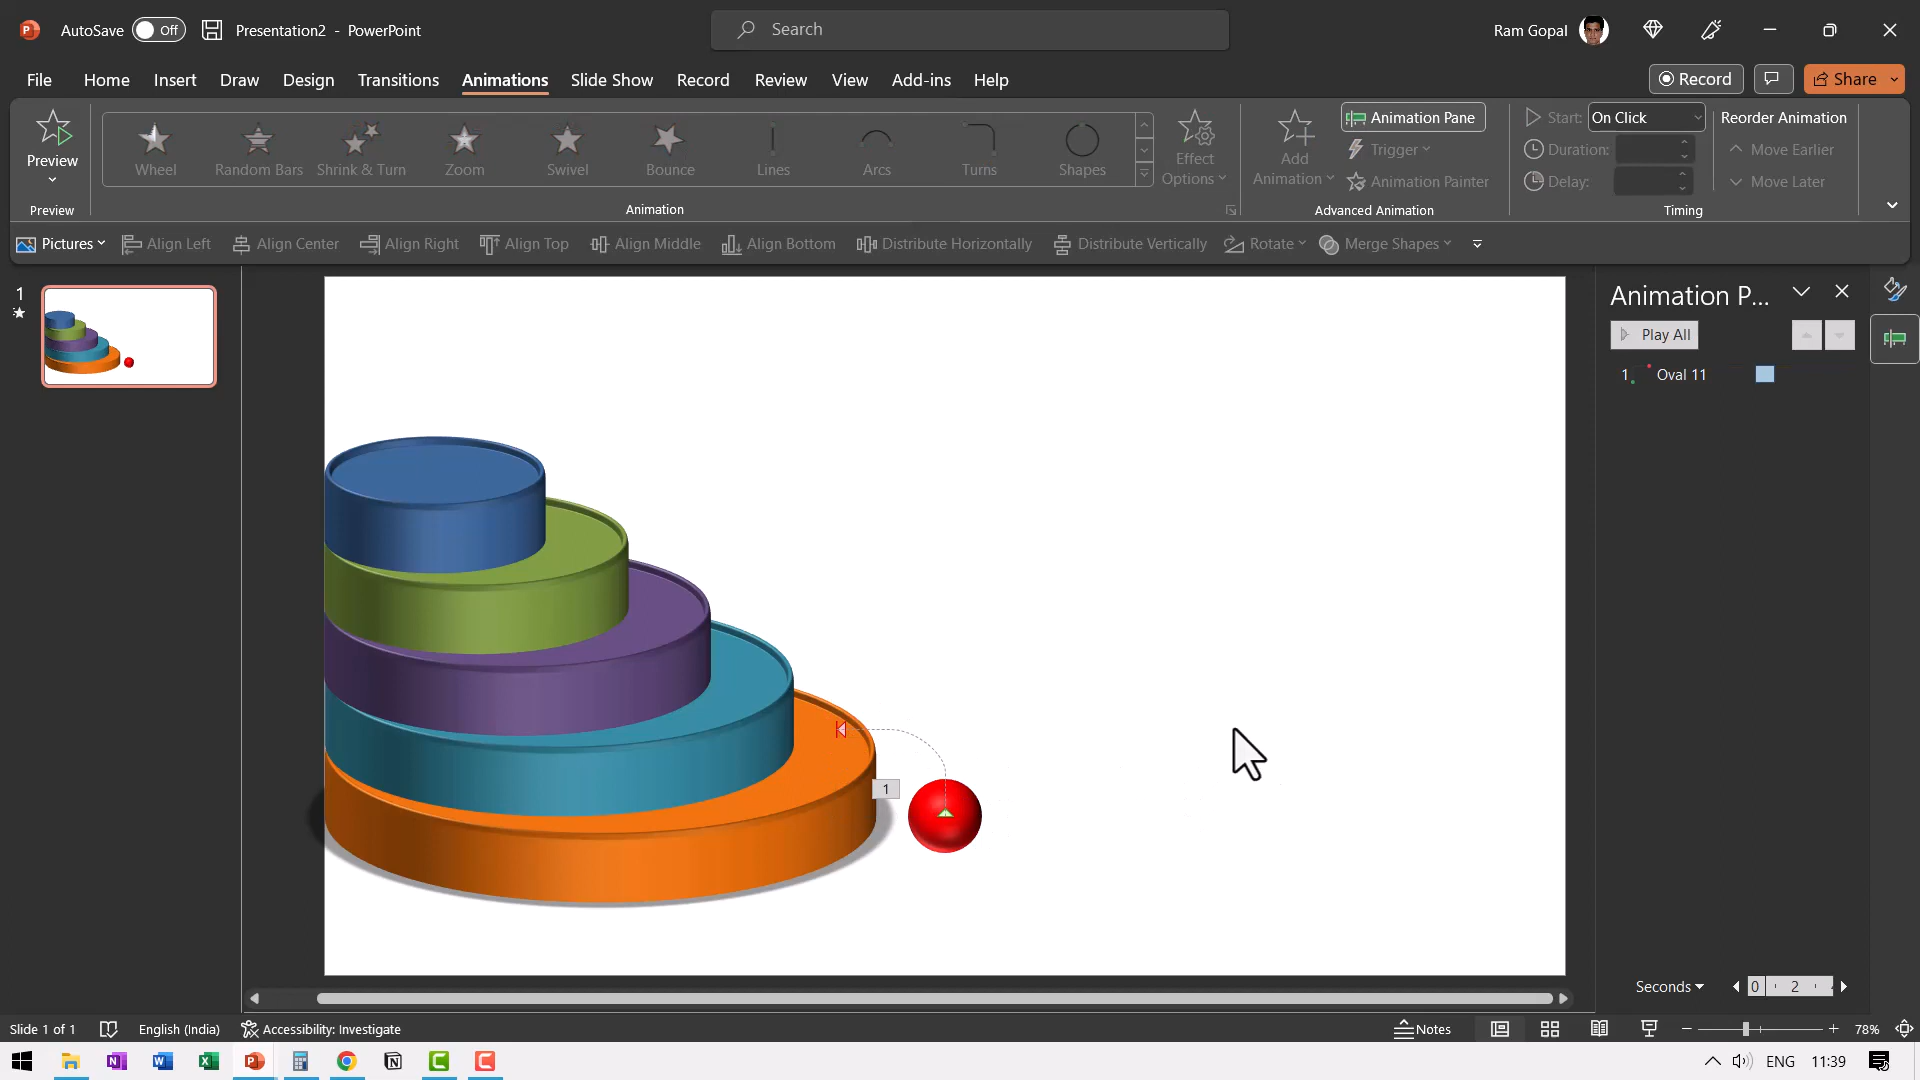 AutoSave Off Presentation2 - PowerPoint Search Ram Gopal
File Home Insert Draw Design Transitions Animations Slide Show Record Review View Add-ins Help Record Share
Preview Wheel Random Bars Shrink & Turn Zoom Swivel Bounce Lines Arcs Turns Shapes Effect Options Add Animation
Animation Pane Start: On Click Reorder Animation
Trigger Duration: Move Earlier
Animation Painter Delay: Move Later
Preview Animation Advanced Animation Timing
Pictures Align Left Align Center Align Right Align Top Align Middle Align Bottom Distribute Horizontally Distribute Vertically Rotate Merge Shapes
1
Animation P...
Play All
1 Oval 11
1
Seconds 0 2
Slide 1 of 1 English (India) Accessibility: Investigate Notes 78%
ENG 11:39